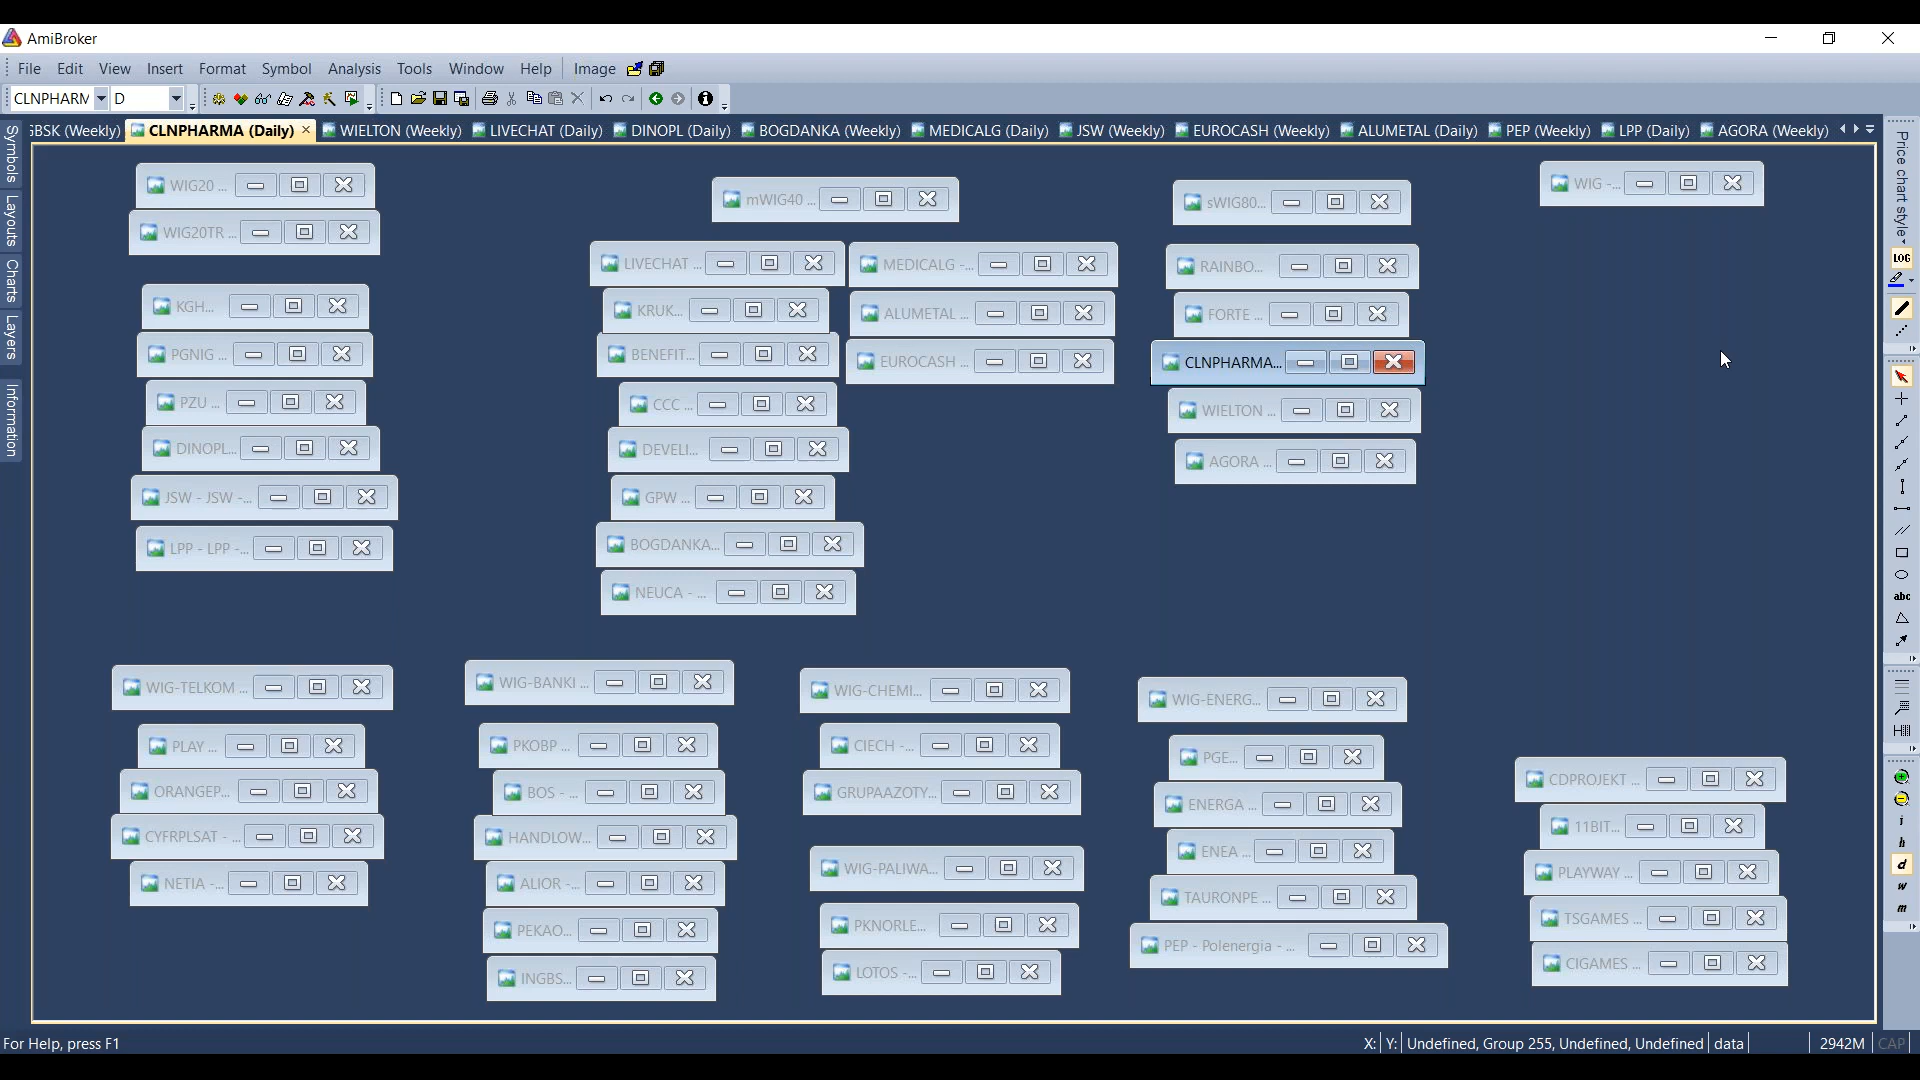 AmiBroker
File Edit View Insert Format Symbol Analysis Tools Window Help Image
CLNPHARM D
3BSK (Weekly) CLNPHARMA (Daily) WIELTON (Weekly) LIVECHAT (Daily) DINOPL (Daily) BOGDANKA (Weekly) MEDICALG (Daily) JSW (Weekly) EUROCASH (Weekly) ALUMETAL (Daily) PEP (Weekly) LPP (Daily) AGORA (Weekly)
Symbols
Layouts
Charts
Layers
Information
WIG20 ...
WIG20TR ...
KGH...
PGNIG ...
PZU ...
DINOPL...
JSW - JSW -...
LPP - LPP -...
mWIG40 ...
LIVECHAT ...
KRUK...
BENEFIT...
CCC ...
DEVELI...
GPW ...
BOGDANKA...
NEUCA - ...
MEDICALG -...
ALUMETAL ...
EUROCASH ...
sWIG80...
RAINBO...
FORTE ...
CLNPHARMA...
WIELTON ...
AGORA ...
WIG -...
WIG-TELKOM ...
PLAY ...
ORANGEP...
CYFRPLSAT - ...
NETIA -...
WIG-BANKI ...
PKOBP ...
BOS - ...
HANDLOW...
ALIOR -...
PEKAO...
INGBS...
WIG-CHEMI...
CIECH -...
GRUPAAZOTY...
WIG-PALIWA...
PKNORLE...
LOTOS -...
WIG-ENERG...
PGE...
ENERGA ...
ENEA ...
TAURONPE ...
PEP - Polenergia - ...
CDPROJEKT ...
11BIT...
PLAYWAY ...
TSGAMES ...
CIGAMES ...
Price chart style
LOG
abc
i
h
d
w
m
For Help, press F1
X: Y: Undefined, Group 255, Undefined, Undefined data 2942M CAP